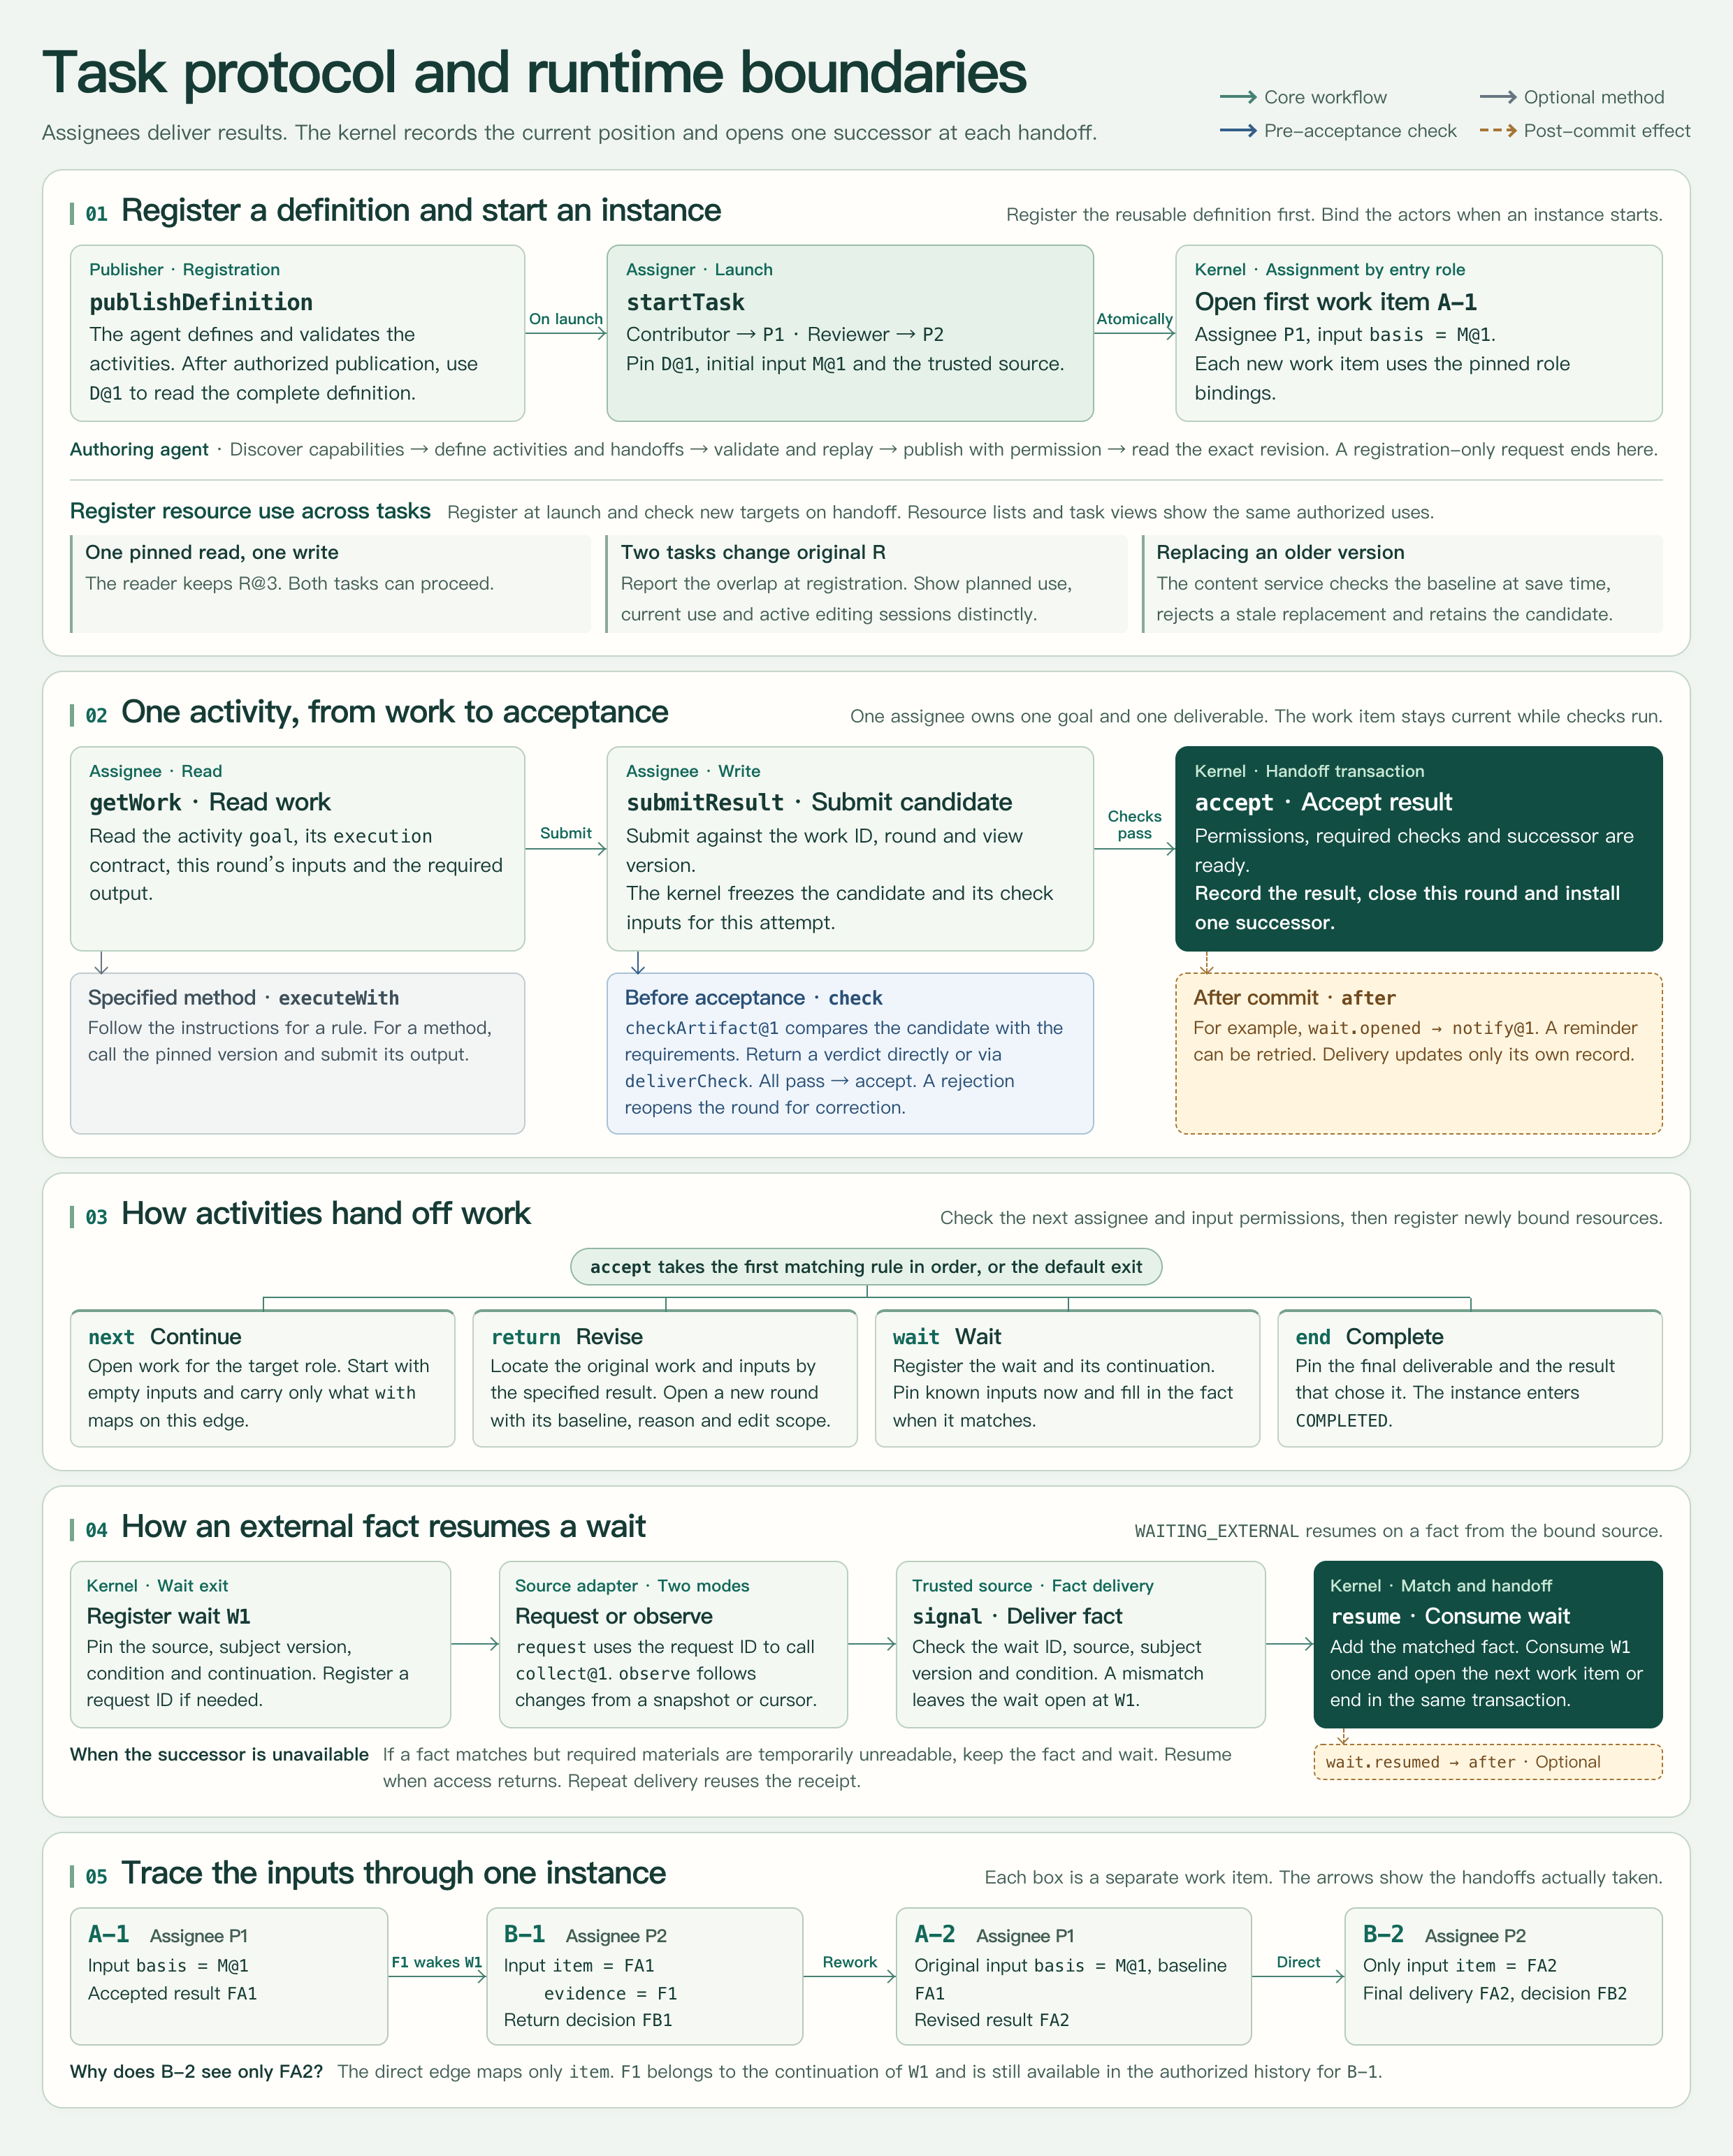 Task protocol and runtime boundaries
Assignees deliver results. The kernel records the current position and opens one successor at each handoff.
Core workflow
Optional method
Pre-acceptance check
Post-commit effect
01 Register a definition and start an instance
Register the reusable definition first. Bind the actors when an instance starts.
Publisher · Registration
publishDefinition
The agent defines and validates the
activities. After authorized publication, use
D@1 to read the complete definition.
On launch
Assigner · Launch
startTask
Contributor → P1 · Reviewer → P2
Pin D@1, initial input M@1 and the trusted source.
Atomically
Kernel · Assignment by entry role
Open first work item A-1
Assignee P1, input basis = M@1.
Each new work item uses the pinned role
bindings.
Authoring agent · Discover capabilities → define activities and handoffs → validate and replay → publish with permission → read the exact revision. A registration-only request ends here.
Register resource use across tasks Register at launch and check new targets on handoff. Resource lists and task views show the same authorized uses.
One pinned read, one write
The reader keeps R@3. Both tasks can proceed.
Two tasks change original R
Report the overlap at registration. Show planned use,
current use and active editing sessions distinctly.
Replacing an older version
The content service checks the baseline at save time,
rejects a stale replacement and retains the candidate.
02 One activity, from work to acceptance
One assignee owns one goal and one deliverable. The work item stays current while checks run.
Assignee · Read
getWork · Read work
Read the activity goal, its execution
contract, this round's inputs and the required
output.
Submit
Assignee · Write
submitResult · Submit candidate
Submit against the work ID, round and view
version.
The kernel freezes the candidate and its check
inputs for this attempt.
Checks
pass
Kernel · Handoff transaction
accept · Accept result
Permissions, required checks and successor are
ready.
Record the result, close this round and install
one successor.
Specified method · executeWith
Follow the instructions for a rule. For a method,
call the pinned version and submit its output.
Before acceptance · check
checkArtifact@1 compares the candidate with the
requirements. Return a verdict directly or via
deliverCheck. All pass → accept. A rejection
reopens the round for correction.
After commit · after
For example, wait.opened → notify@1. A reminder
can be retried. Delivery updates only its own record.
03 How activities hand off work
Check the next assignee and input permissions, then register newly bound resources.
accept takes the first matching rule in order, or the default exit
next Continue
Open work for the target role. Start with
empty inputs and carry only what with
maps on this edge.
return Revise
Locate the original work and inputs by
the specified result. Open a new round
with its baseline, reason and edit scope.
wait Wait
Register the wait and its continuation.
Pin known inputs now and fill in the fact
when it matches.
end Complete
Pin the final deliverable and the result
that chose it. The instance enters
COMPLETED.
04 How an external fact resumes a wait
WAITING_EXTERNAL resumes on a fact from the bound source.
Kernel · Wait exit
Register wait W1
Pin the source, subject version,
condition and continuation. Register a
request ID if needed.
Source adapter · Two modes
Request or observe
request uses the request ID to call
collect@1. observe follows
changes from a snapshot or cursor.
Trusted source · Fact delivery
signal · Deliver fact
Check the wait ID, source, subject
version and condition. A mismatch
leaves the wait open at W1.
Kernel · Match and handoff
resume · Consume wait
Add the matched fact. Consume W1
once and open the next work item or
end in the same transaction.
When the successor is unavailable If a fact matches but required materials are temporarily unreadable, keep the fact and wait. Resume
when access returns. Repeat delivery reuses the receipt.
wait.resumed → after · Optional
05 Trace the inputs through one instance
Each box is a separate work item. The arrows show the handoffs actually taken.
A-1 Assignee P1
Input basis = M@1
Accepted result FA1
F1 wakes W1
B-1 Assignee P2
Input item = FA1
evidence = F1
Return decision FB1
Rework
A-2 Assignee P1
Original input basis = M@1, baseline
FA1
Revised result FA2
Direct
B-2 Assignee P2
Only input item = FA2
Final delivery FA2, decision FB2
Why does B-2 see only FA2? The direct edge maps only item. F1 belongs to the continuation of W1 and is still available in the authorized history for B-1.